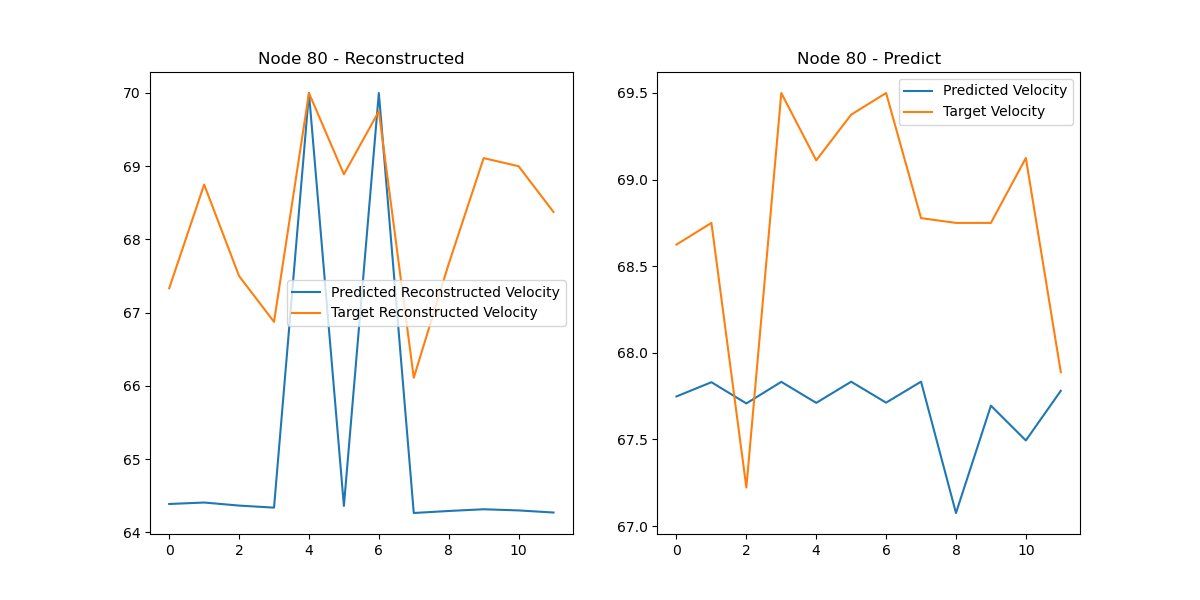 Node 80 - Reconstructed
70
69
68
67
66
65
64
0 2 4 6 8 10
Predicted Reconstructed Velocity
Target Reconstructed Velocity
Node 80 - Predict
69.5
69.0
68.5
68.0
67.5
67.0
0 2 4 6 8 10
Predicted Velocity
Target Velocity